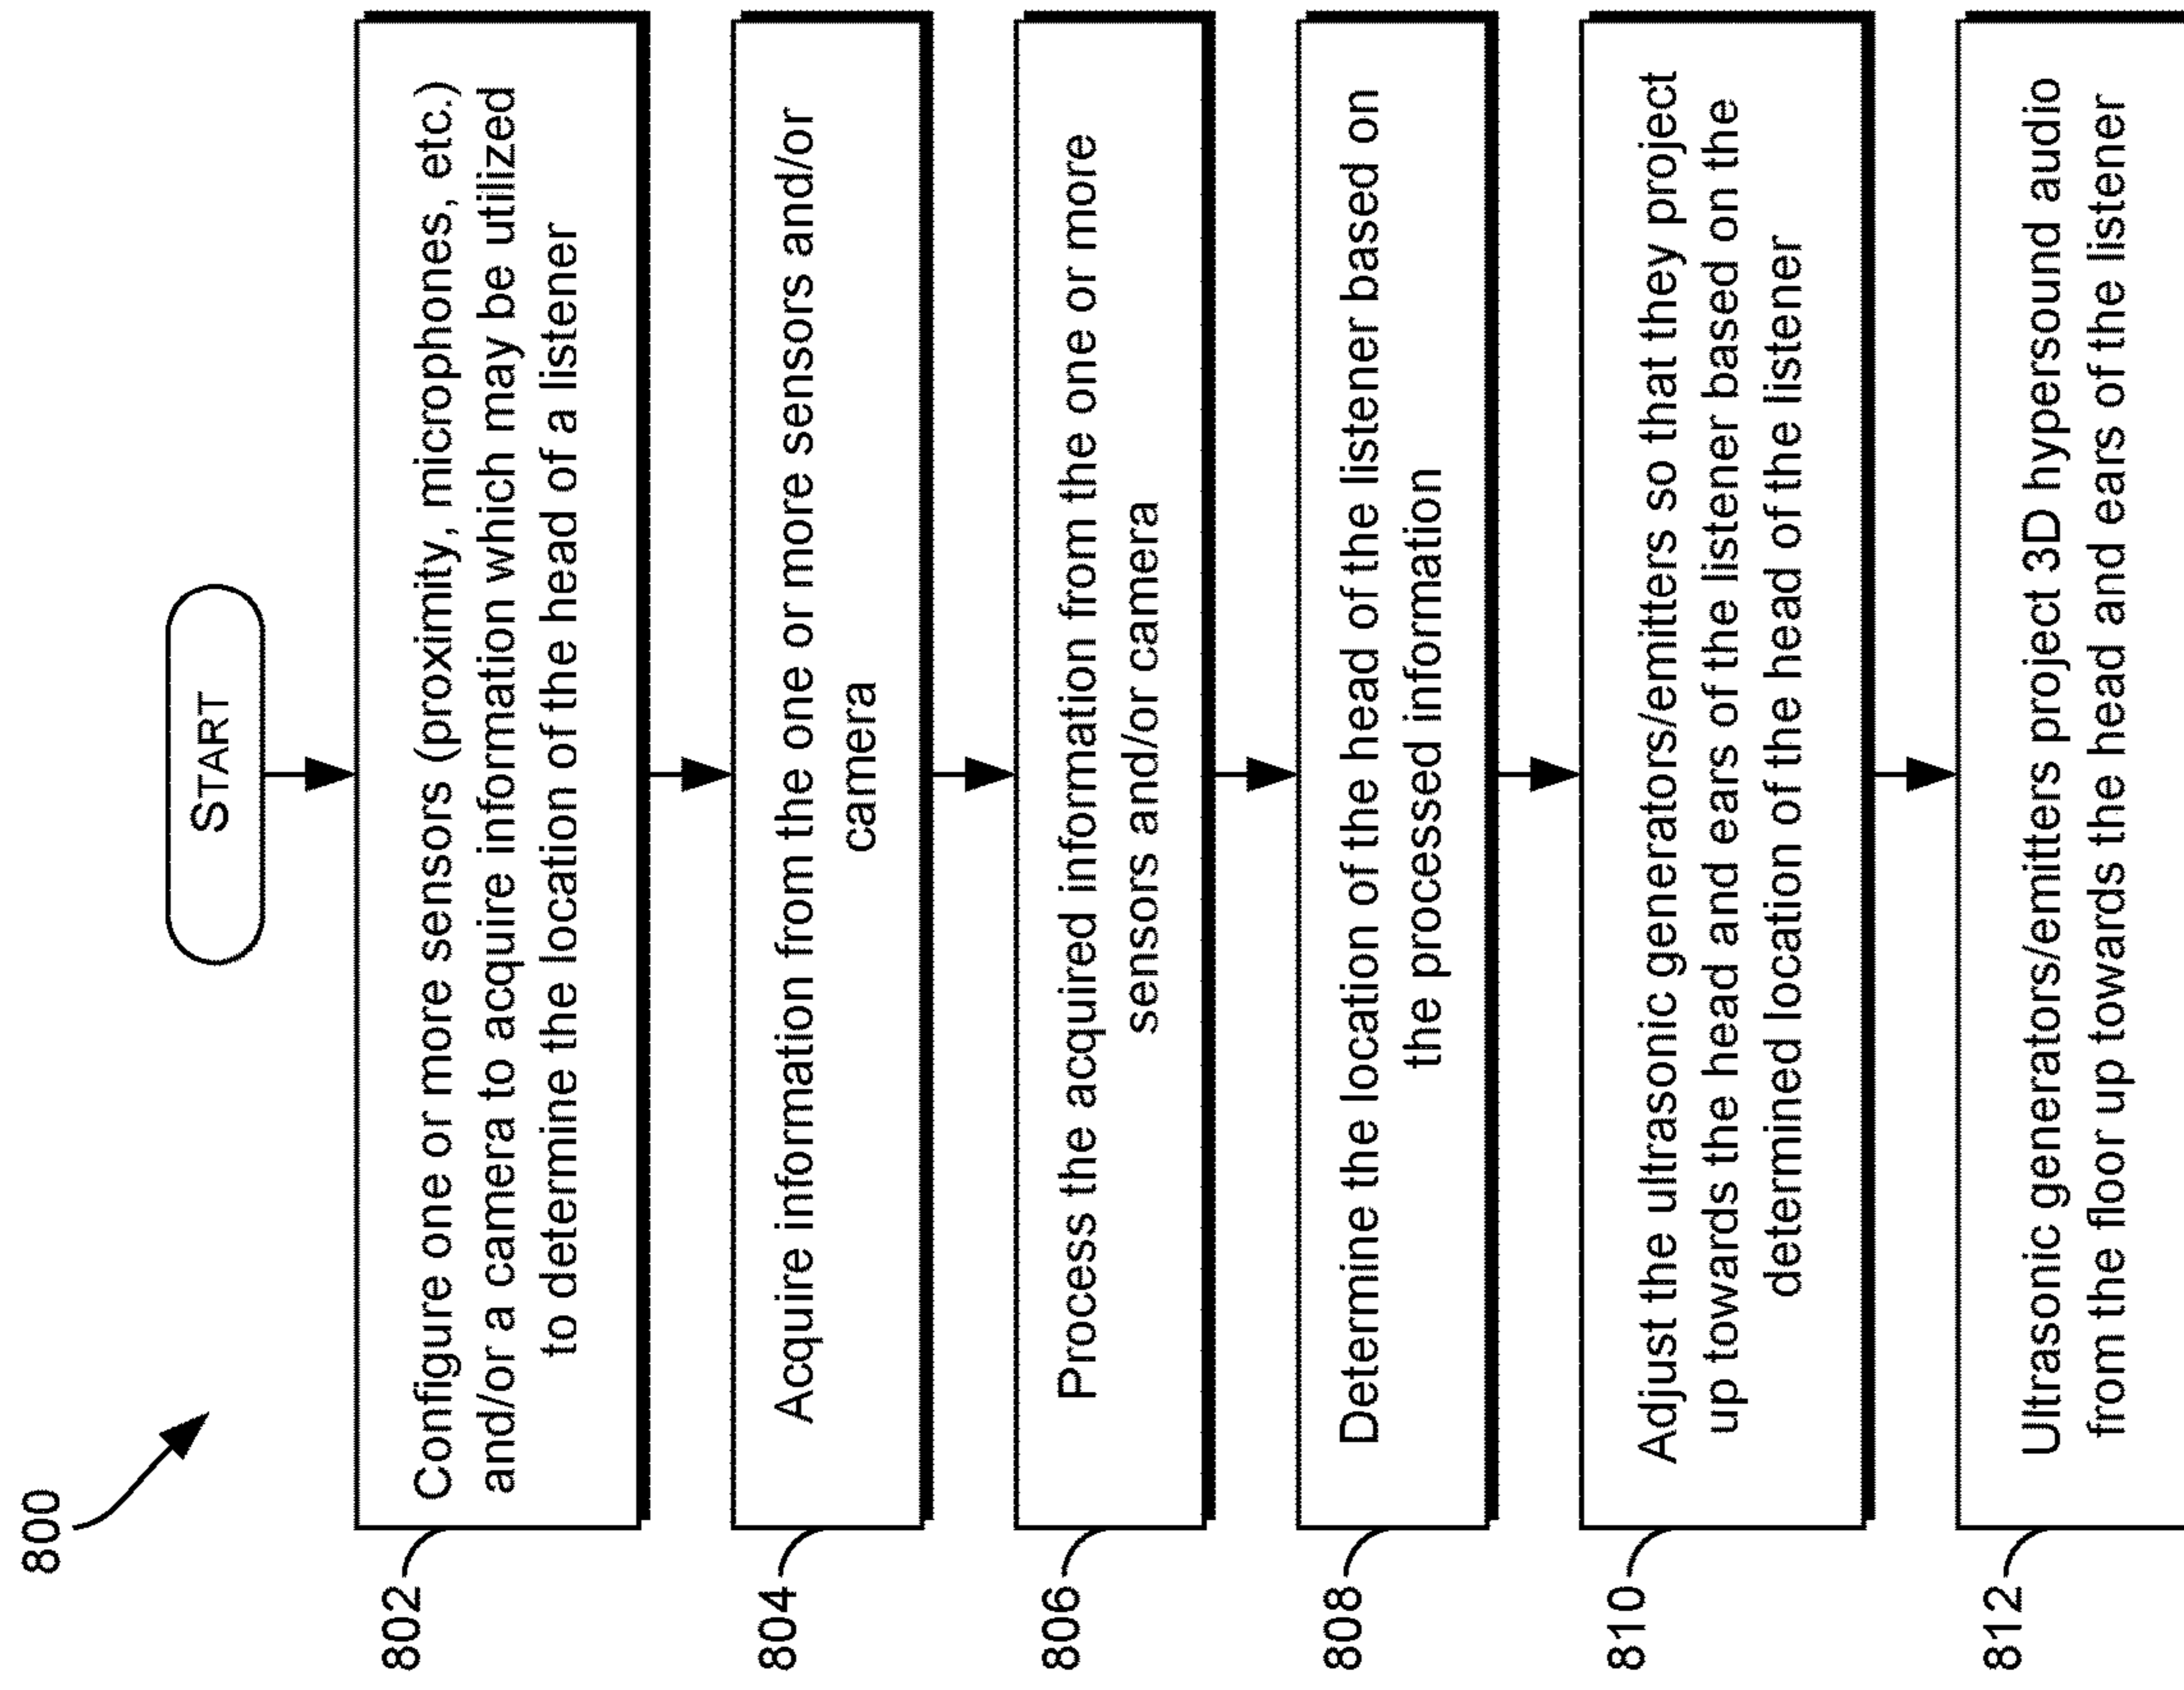 800
START
802
Configure one or more sensors (proximity, microphones, etc.)
and/or a camera to acquire information which may be utilized
to determine the location of the head of a listener
804
Acquire information from the one or more sensors and/or
camera
806
Process the acquired information from the one or more
sensors and/or camera
808
Determine the location of the head of the listener based on
the processed information
810
Adjust the ultrasonic generators/emitters so that they project
up towards the head and ears of the listener based on the
determined location of the head of the listener
812
Ultrasonic generators/emitters project 3D hypersound audio
from the floor up towards the head and ears of the listener